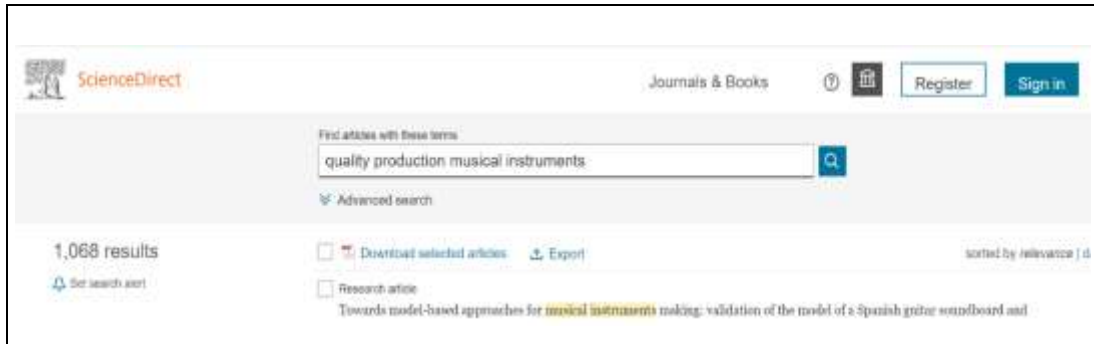 ScienceDirect
Journals & Books
Register
Sign in
Find articles with these terms
quality production musical instruments
Advanced search
1,068 results
Download selected articles
Export
sorted by relevance | d
Set search alert
Research article
Towards model-based approaches for musical instruments making: validation of the model of a Spanish guitar soundboard and